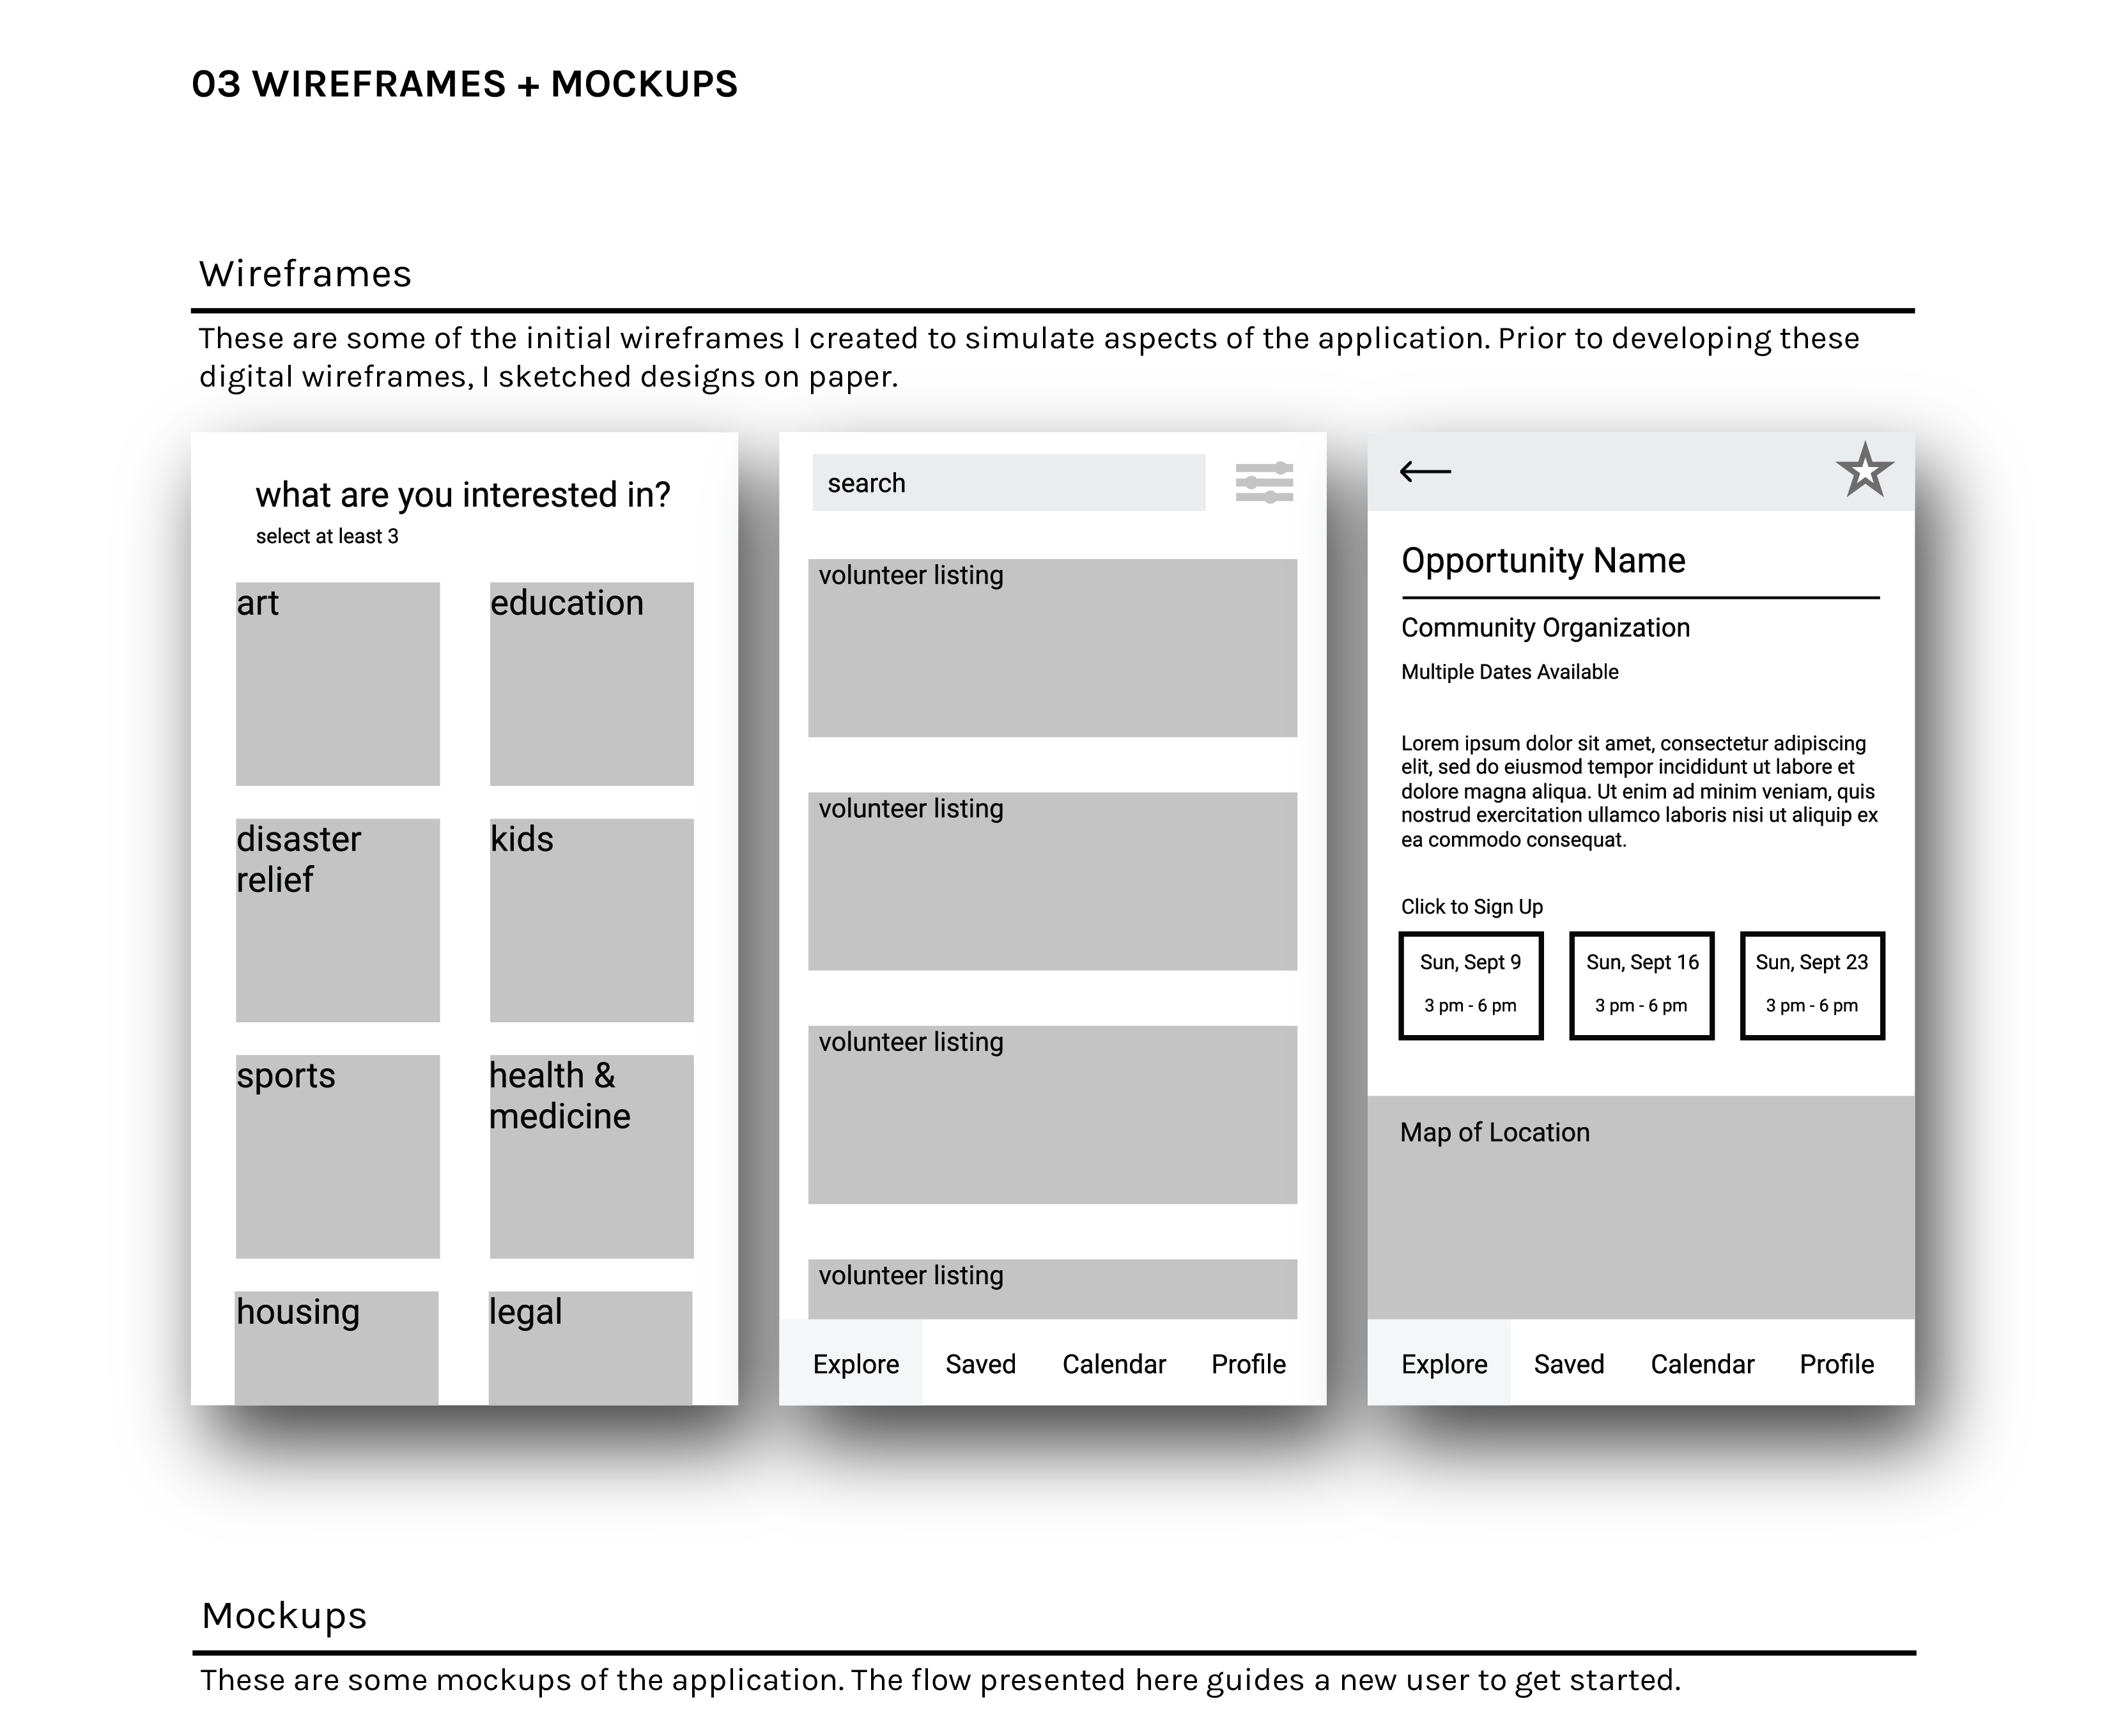 03 WIREFRAMES + MOCKUPS
Wireframes
These are some of the initial wireframes I created to simulate aspects of the application. Prior to developing these
digital wireframes, I sketched designs on paper.
what are you interested in?
select at least 3
art
education
disaster
relief
kids
sports
health &
medicine
housing
legal
search
volunteer listing
volunteer listing
volunteer listing
volunteer listing
Explore Saved Calendar Profile
Opportunity Name
Community Organization
Multiple Dates Available
Lorem ipsum dolor sit amet, consectetur adipiscing
elit, sed do eiusmod tempor incididunt ut labore et
dolore magna aliqua. Ut enim ad minim veniam, quis
nostrud exercitation ullamco laboris nisi ut aliquip ex
ea commodo consequat.
Click to Sign Up
Sun, Sept 9
3 pm - 6 pm
Sun, Sept 16
3 pm - 6 pm
Sun, Sept 23
3 pm - 6 pm
Map of Location
Explore Saved Calendar Profile
Mockups
These are some mockups of the application. The flow presented here guides a new user to get started.